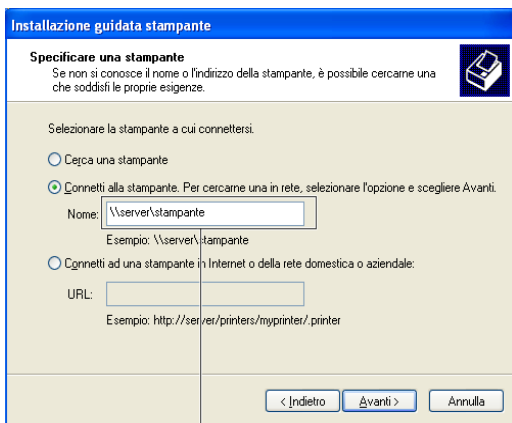 Installazione guidata stampante
Specificare una stampante
Se non si conosce il nome o l'indirizzo della stampante, è possibile cercarne una
che soddisfi le proprie esigenze.
Selezionare la stampante a cui connettersi.
Cerca una stampante
Connetti alla stampante. Per cercarne una in rete, selezionare l'opzione e scegliere Avanti.
Nome: \\server\stampante
Esempio: \\server\stampante
Connetti ad una stampante in Internet o della rete domestica o aziendale:
URL:
Esempio: http://server/printers/myprinter/.printer
< Indietro Avanti > Annulla